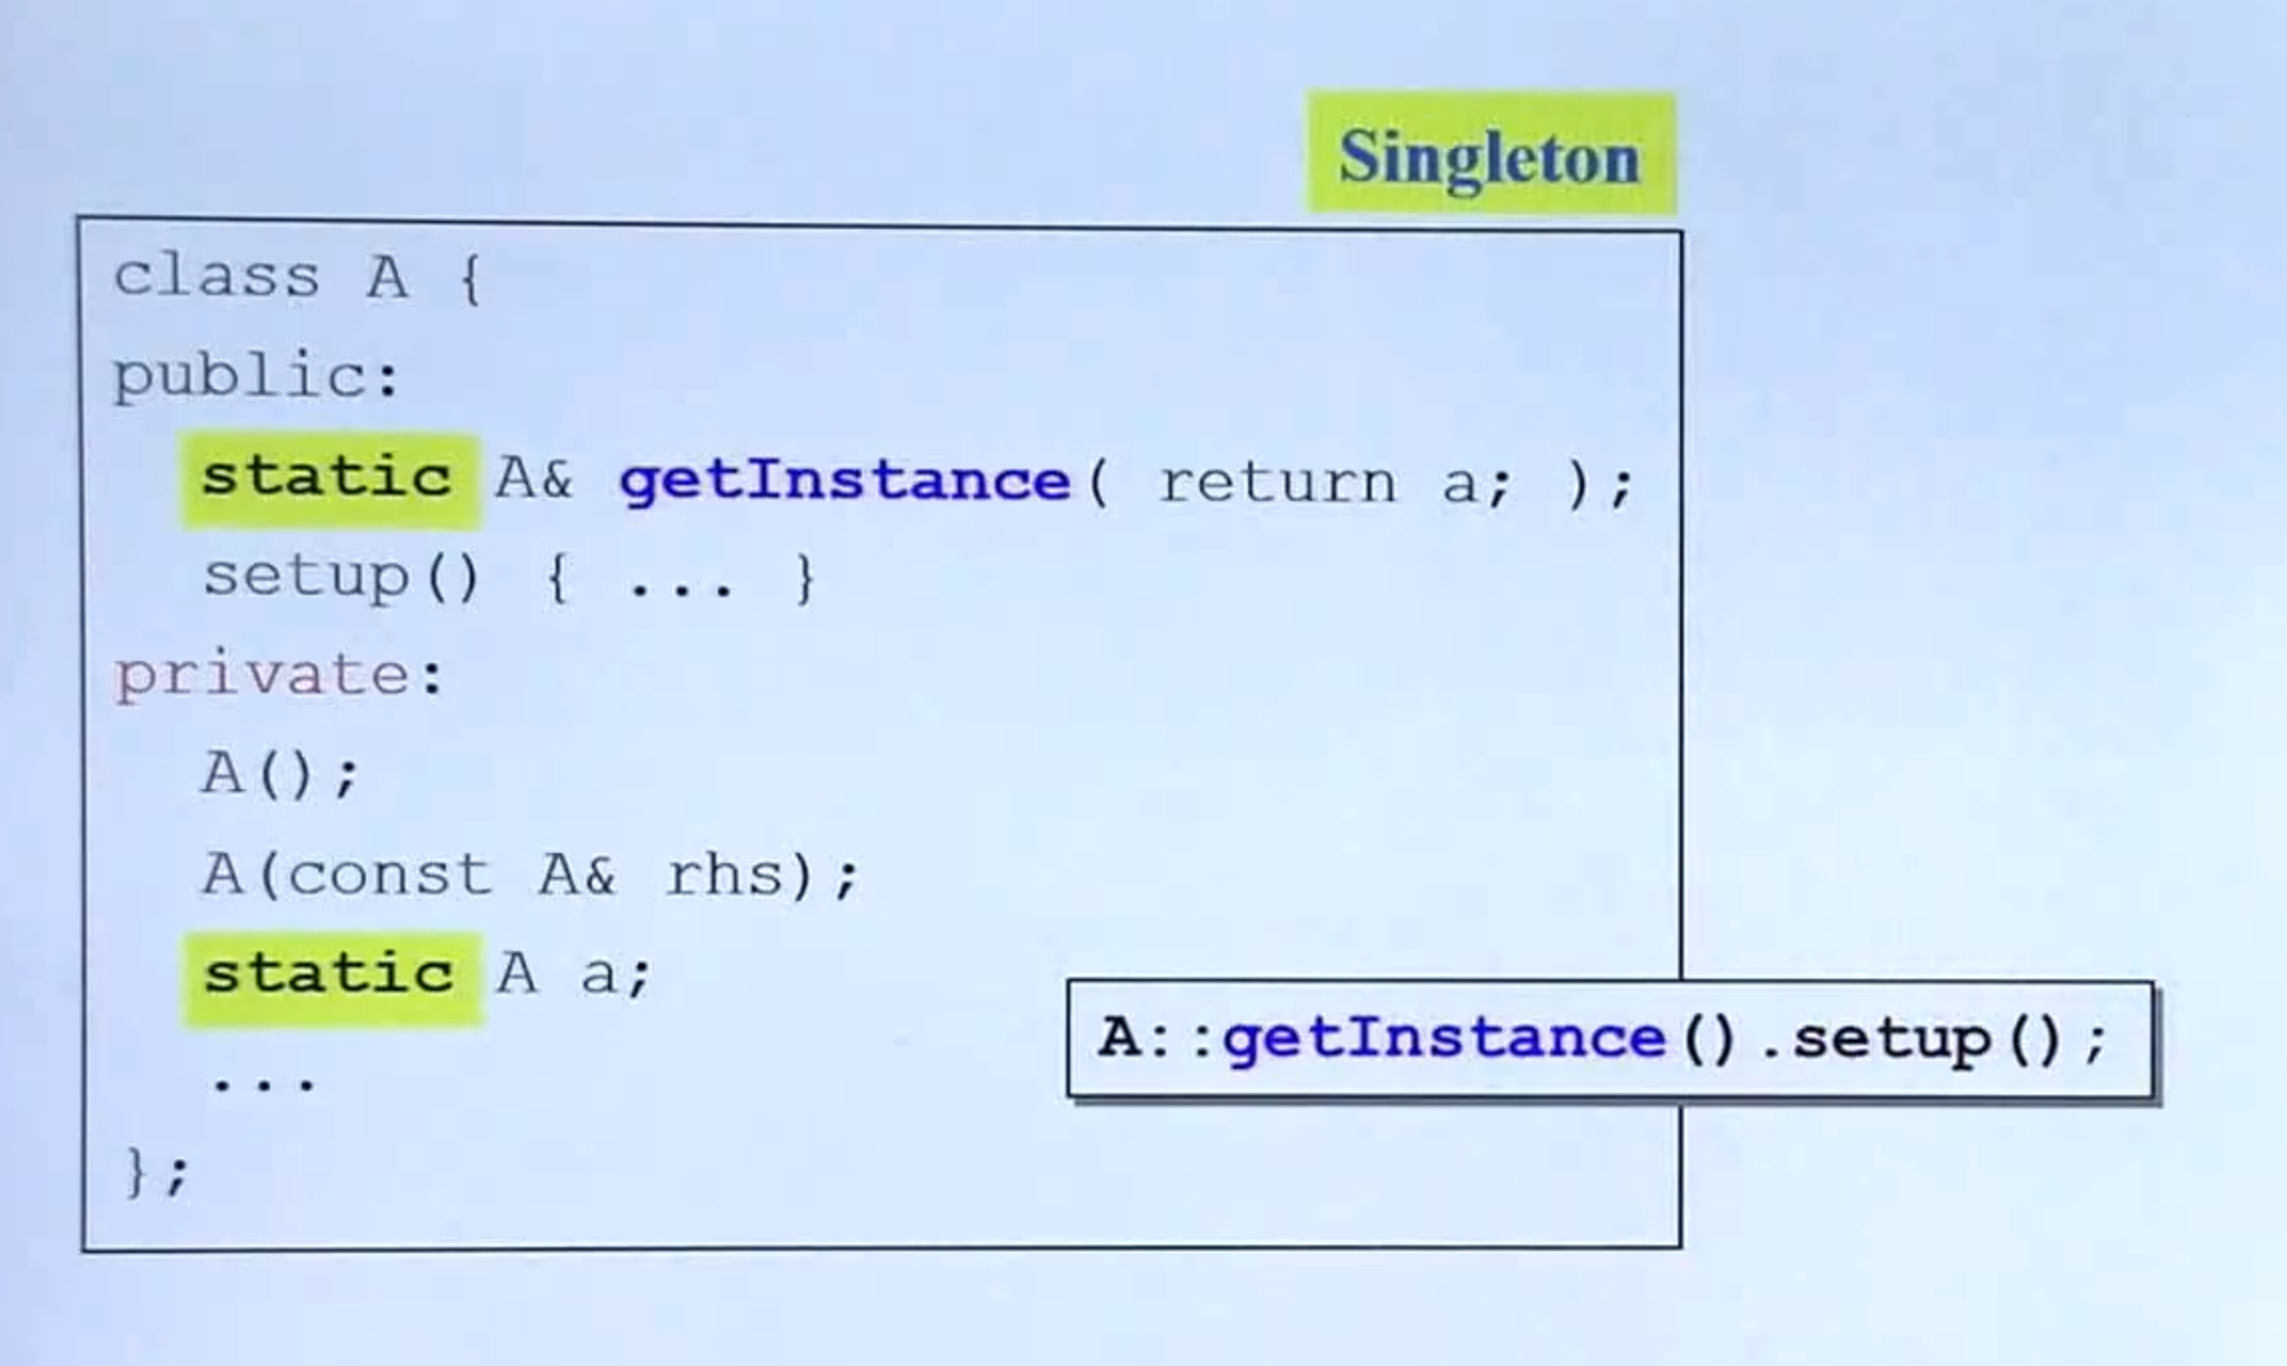 Singleton
class A {
public:
static A& getInstance( return a; );
setup() { ... }
private:
A();
A(const A& rhs);
static A a;
...
};
A::getInstance().setup();